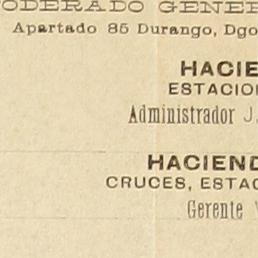 ODERADO GENE
Apartado 85 Durango, Dgo
HACIE
ESTACIO
Administrador J.
HACIEND
CRUCES, ESTAC
Gerente